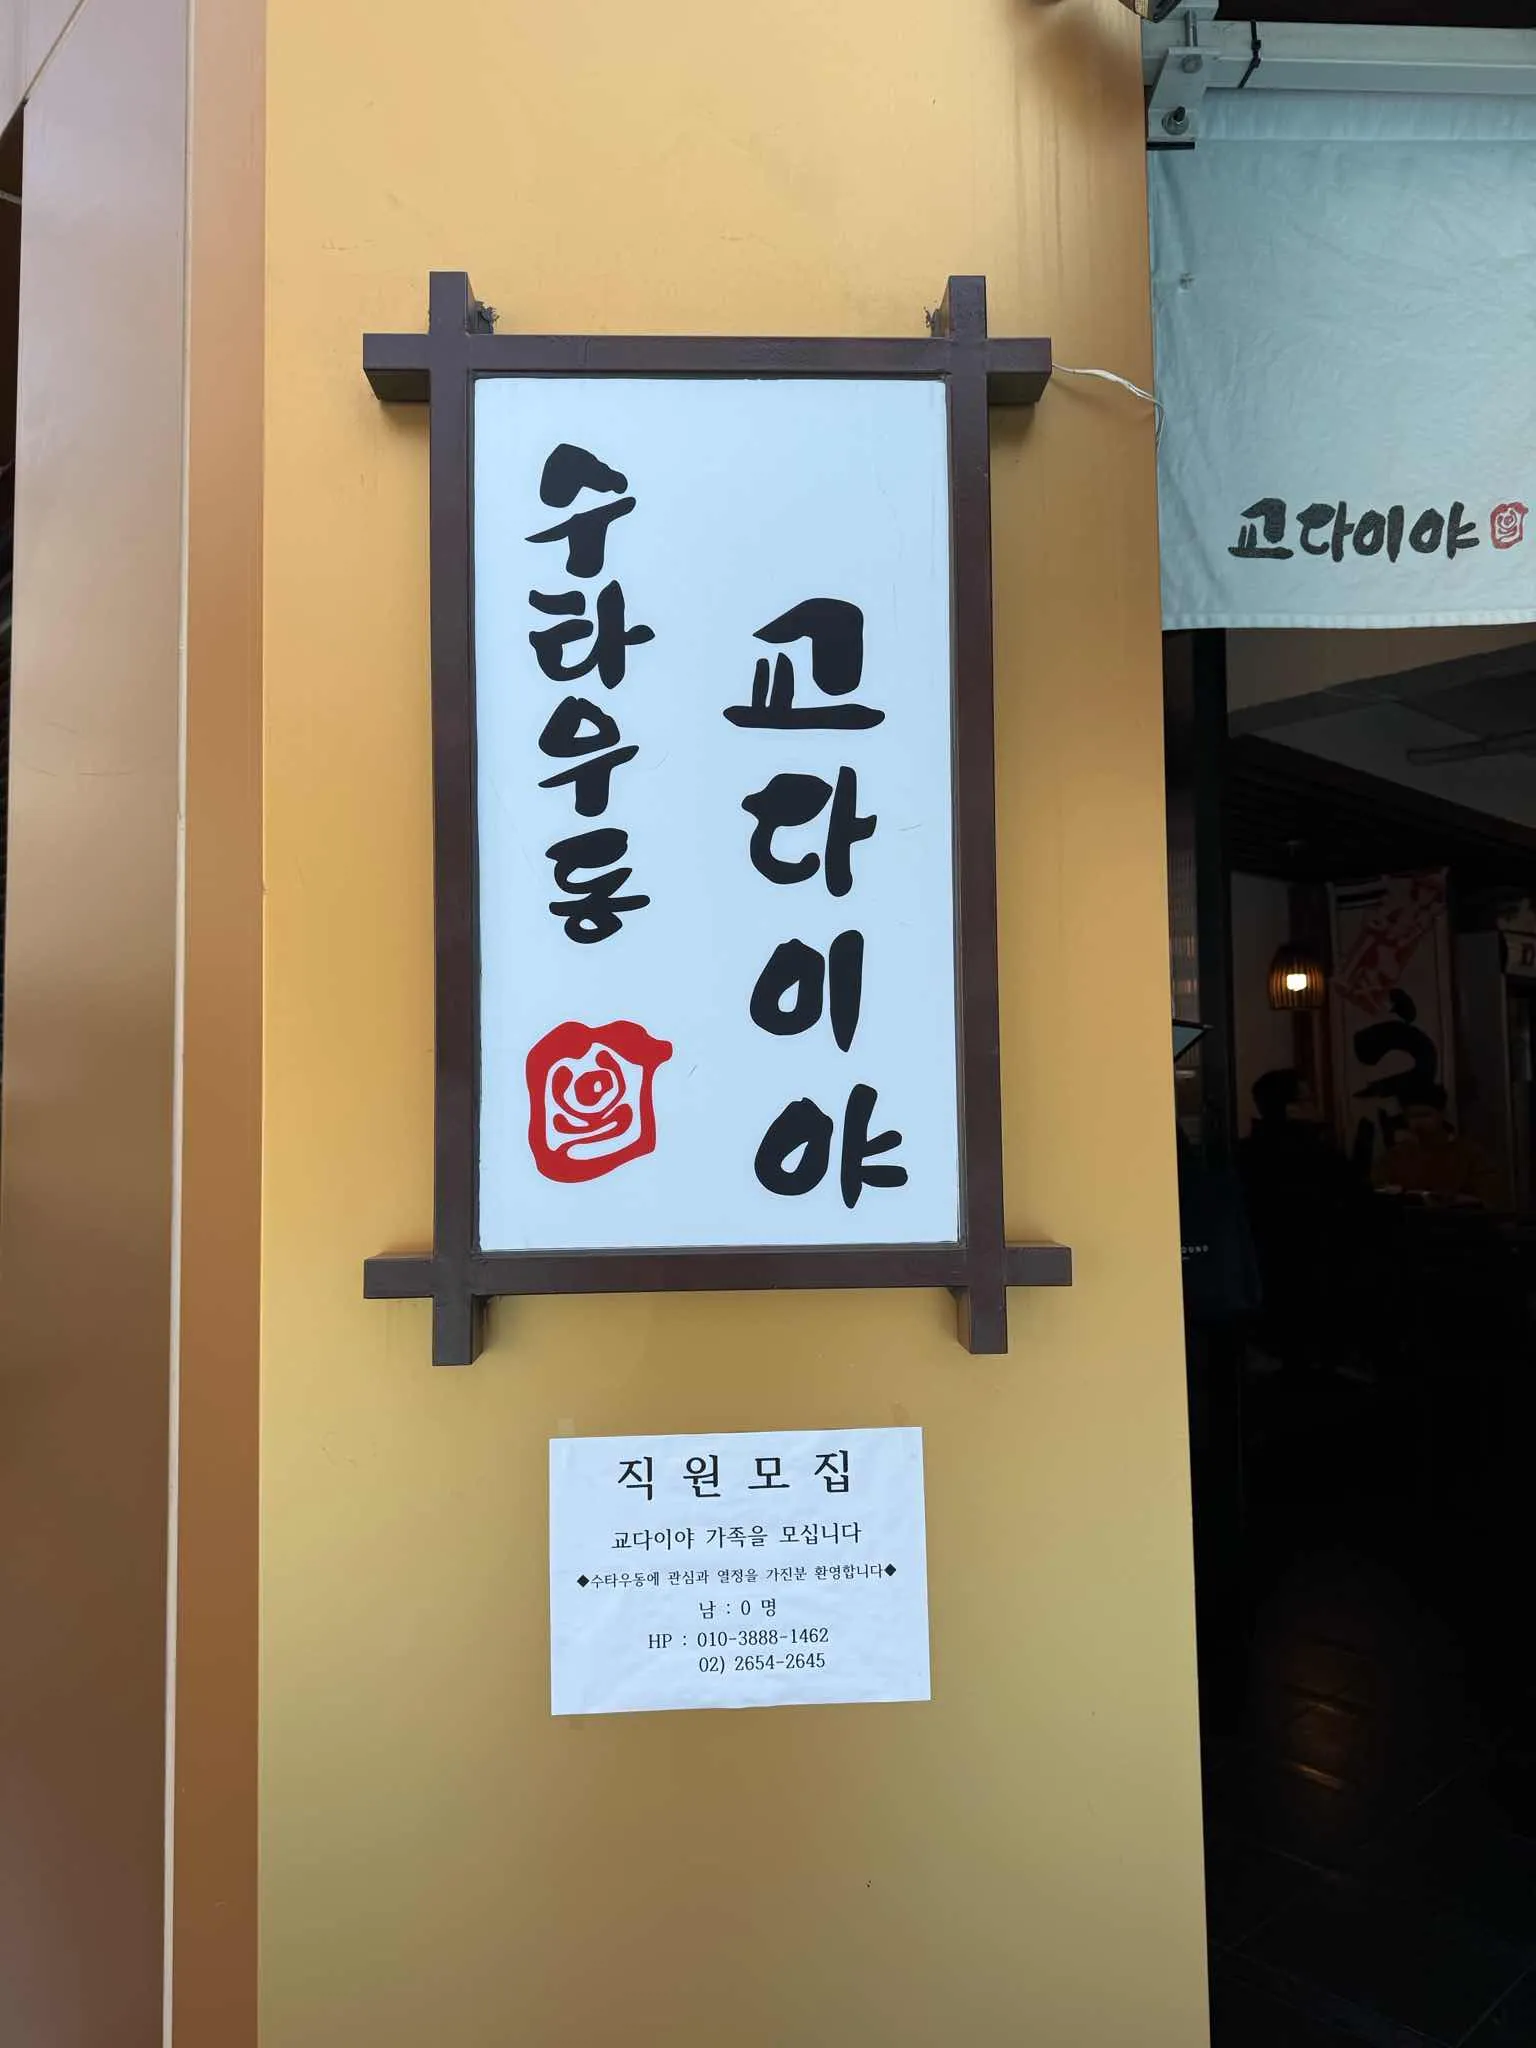 교다이야
수타우동
교다이야
직원모집
교다이야 가족을 모십니다
◆수타우동에 관심과 열정을 가진분 환영합니다◆
남 : 0 명
HP : 010-3888-1462
02) 2654-2645